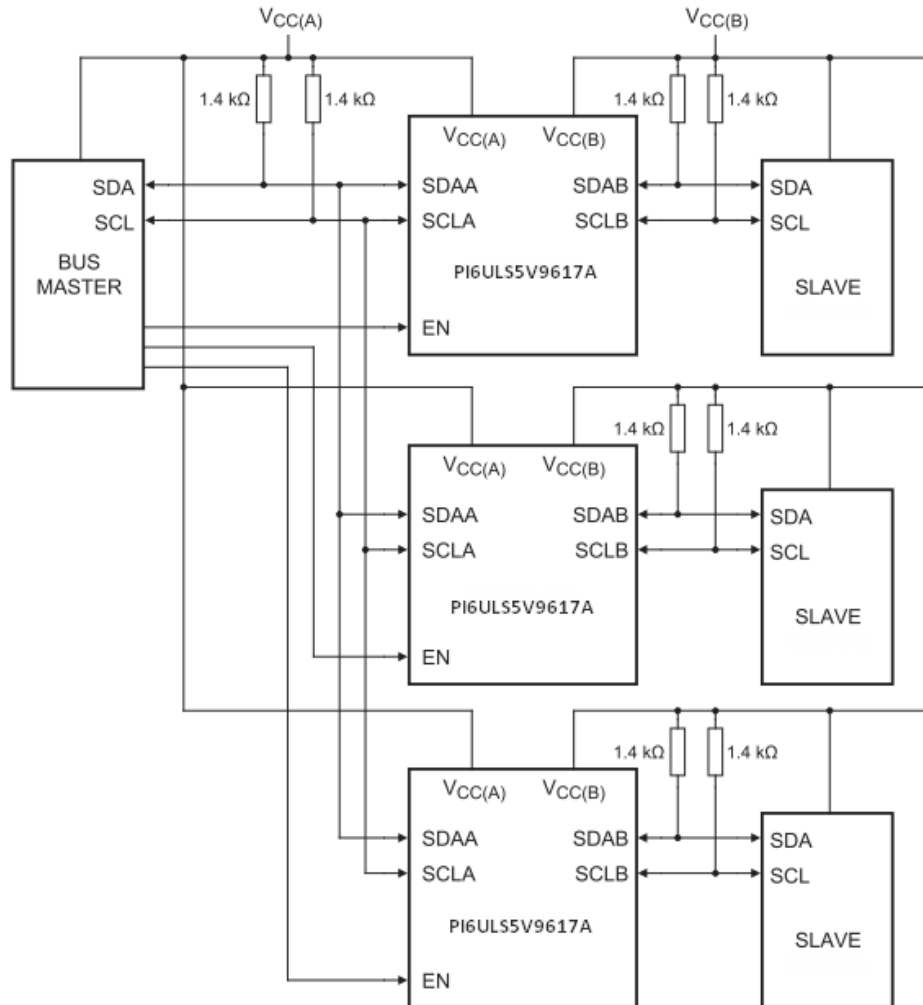 VCC(A)
VCC(B)
1.4 kΩ
1.4 kΩ
1.4 kΩ
1.4 kΩ
VCC(A)
VCC(B)
SDA
SCL
BUS
MASTER
SDAA
SCLA
SDAB
SCLB
PI6ULS5V9617A
EN
SDA
SCL
SLAVE
1.4 kΩ
1.4 kΩ
VCC(A)
VCC(B)
SDAA
SCLA
SDAB
SCLB
PI6ULS5V9617A
EN
SDA
SCL
SLAVE
1.4 kΩ
1.4 kΩ
VCC(A)
VCC(B)
SDAA
SCLA
SDAB
SCLB
PI6ULS5V9617A
EN
SDA
SCL
SLAVE